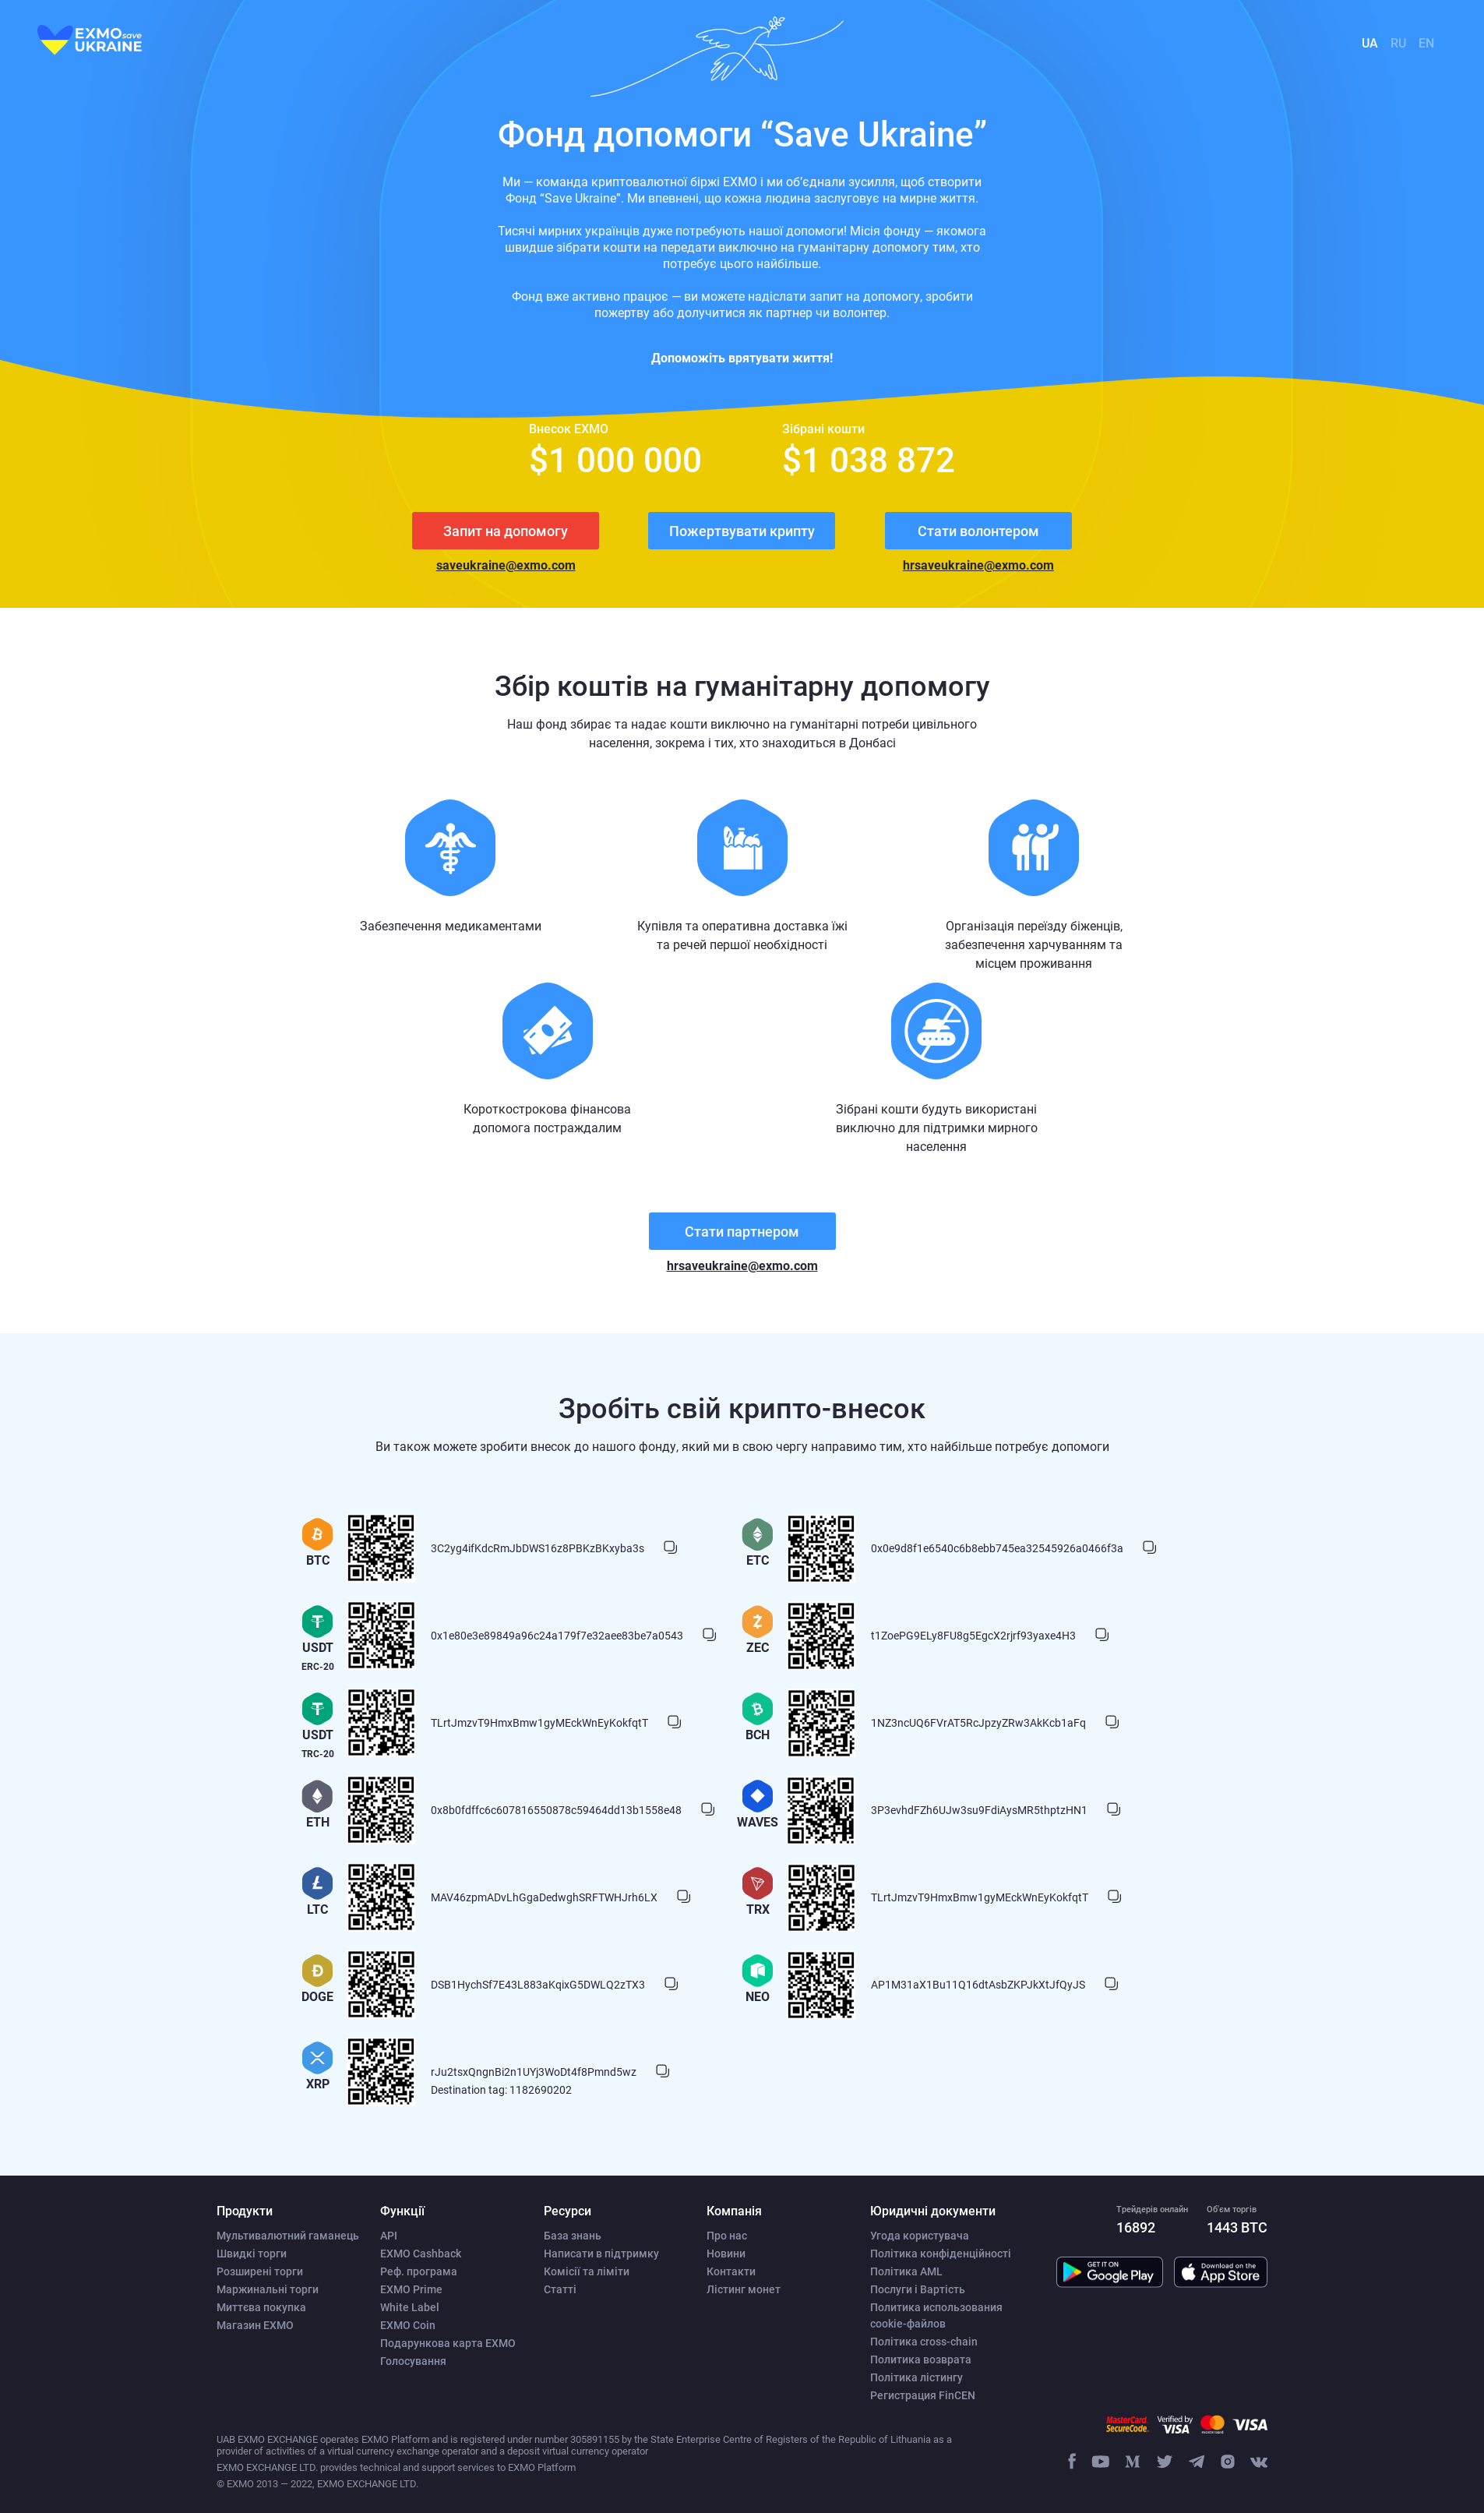 EXMO save
UKRAINE
UA RU EN
Фонд допомоги “Save Ukraine”
Ми — команда криптовалютної біржі EXMO і ми об’єднали зусилля, щоб створити
Фонд “Save Ukraine”. Ми впевнені, що кожна людина заслуговує на мирне життя.
Тисячі мирних українців дуже потребують нашої допомоги! Місія фонду — якомога
швидше зібрати кошти на передати виключно на гуманітарну допомогу тим, хто
потребує цього найбільше.
Фонд вже активно працює — ви можете надіслати запит на допомогу, зробити
пожертву або долучитися як партнер чи волонтер.
Допоможіть врятувати життя!
Внесок EXMO
$1 000 000
Зібрані кошти
$1 038 872
Запит на допомогу
saveukraine@exmo.com
Пожертвувати крипту
Стати волонтером
hrsaveukraine@exmo.com
Збір коштів на гуманітарну допомогу
Наш фонд збирає та надає кошти виключно на гуманітарні потреби цивільного
населення, зокрема і тих, хто знаходиться в Донбасі
Забезпечення медикаментами
Купівля та оперативна доставка їжі
та речей першої необхідності
Організація переїзду біженців,
забезпечення харчуванням та
місцем проживання
Короткострокова фінансова
допомога постраждалим
Зібрані кошти будуть використані
виключно для підтримки мирного
населення
Стати партнером
hrsaveukraine@exmo.com
Зробіть свій крипто-внесок
Ви також можете зробити внесок до нашого фонду, який ми в свою чергу направимо тим, хто найбільше потребує допомоги
BTC
3C2yg4ifKdcRmJbDWS16z8PBKzBKxyba3s
USDT
ERC-20
0x1e80e3e89849a96c24a179f7e32aee83be7a0543
USDT
TRC-20
TLrtJmzvT9HmxBmw1gyMEckWnEyKokfqtT
ETH
0x8b0fdffc6c607816550878c59464dd13b1558e48
LTC
MAV46zpmADvLhGgaDedwghSRFTWHJrh6LX
DOGE
DSB1HychSf7E43L883aKqixG5DWLQ2zTX3
XRP
rJu2tsxQngnBi2n1UYj3WoDt4f8Pmnd5wz
Destination tag: 1182690202
ETC
0x0e9d8f1e6540c6b8ebb745ea32545926a0466f3a
ZEC
t1ZoePG9ELy8FU8g5EgcX2rjrf93yaxe4H3
BCH
1NZ3ncUQ6FVrAT5RcJpzyZRw3AkKcb1aFq
WAVES
3P3evhdFZh6UJw3su9FdiAysMR5thptzHN1
TRX
TLrtJmzvT9HmxBmw1gyMEckWnEyKokfqtT
NEO
AP1M31aX1Bu11Q16dtAsbZKPJkXtJfQyJS
Продукти
Мультивалютний гаманець
Швидкі торги
Розширені торги
Маржинальні торги
Миттєва покупка
Магазин EXMO
Функції
API
EXMO Cashback
Реф. програма
EXMO Prime
White Label
EXMO Coin
Подарункова карта EXMO
Голосування
Ресурси
База знань
Написати в підтримку
Комісії та ліміти
Статті
Компанія
Про нас
Новини
Контакти
Лістинг монет
Юридичні документи
Угода користувача
Політика конфіденційності
Політика AML
Послуги і Вартість
Политика использования
cookie-файлов
Політика cross-chain
Политика возврата
Політика лістингу
Регистрация FinCEN
Трейдерів онлайн
16892
Об'єм торгів
1443 BTC
GET IT ON
Google Play
Download on the
App Store
MasterCard
SecureCode.
Verified by
VISA
VISA
UAB EXMO EXCHANGE operates EXMO Platform and is registered under number 305891155 by the State Enterprise Centre of Registers of the Republic of Lithuania as a
provider of activities of a virtual currency exchange operator and a deposit virtual currency operator
EXMO EXCHANGE LTD. provides technical and support services to EXMO Platform
© EXMO 2013 — 2022, EXMO EXCHANGE LTD.